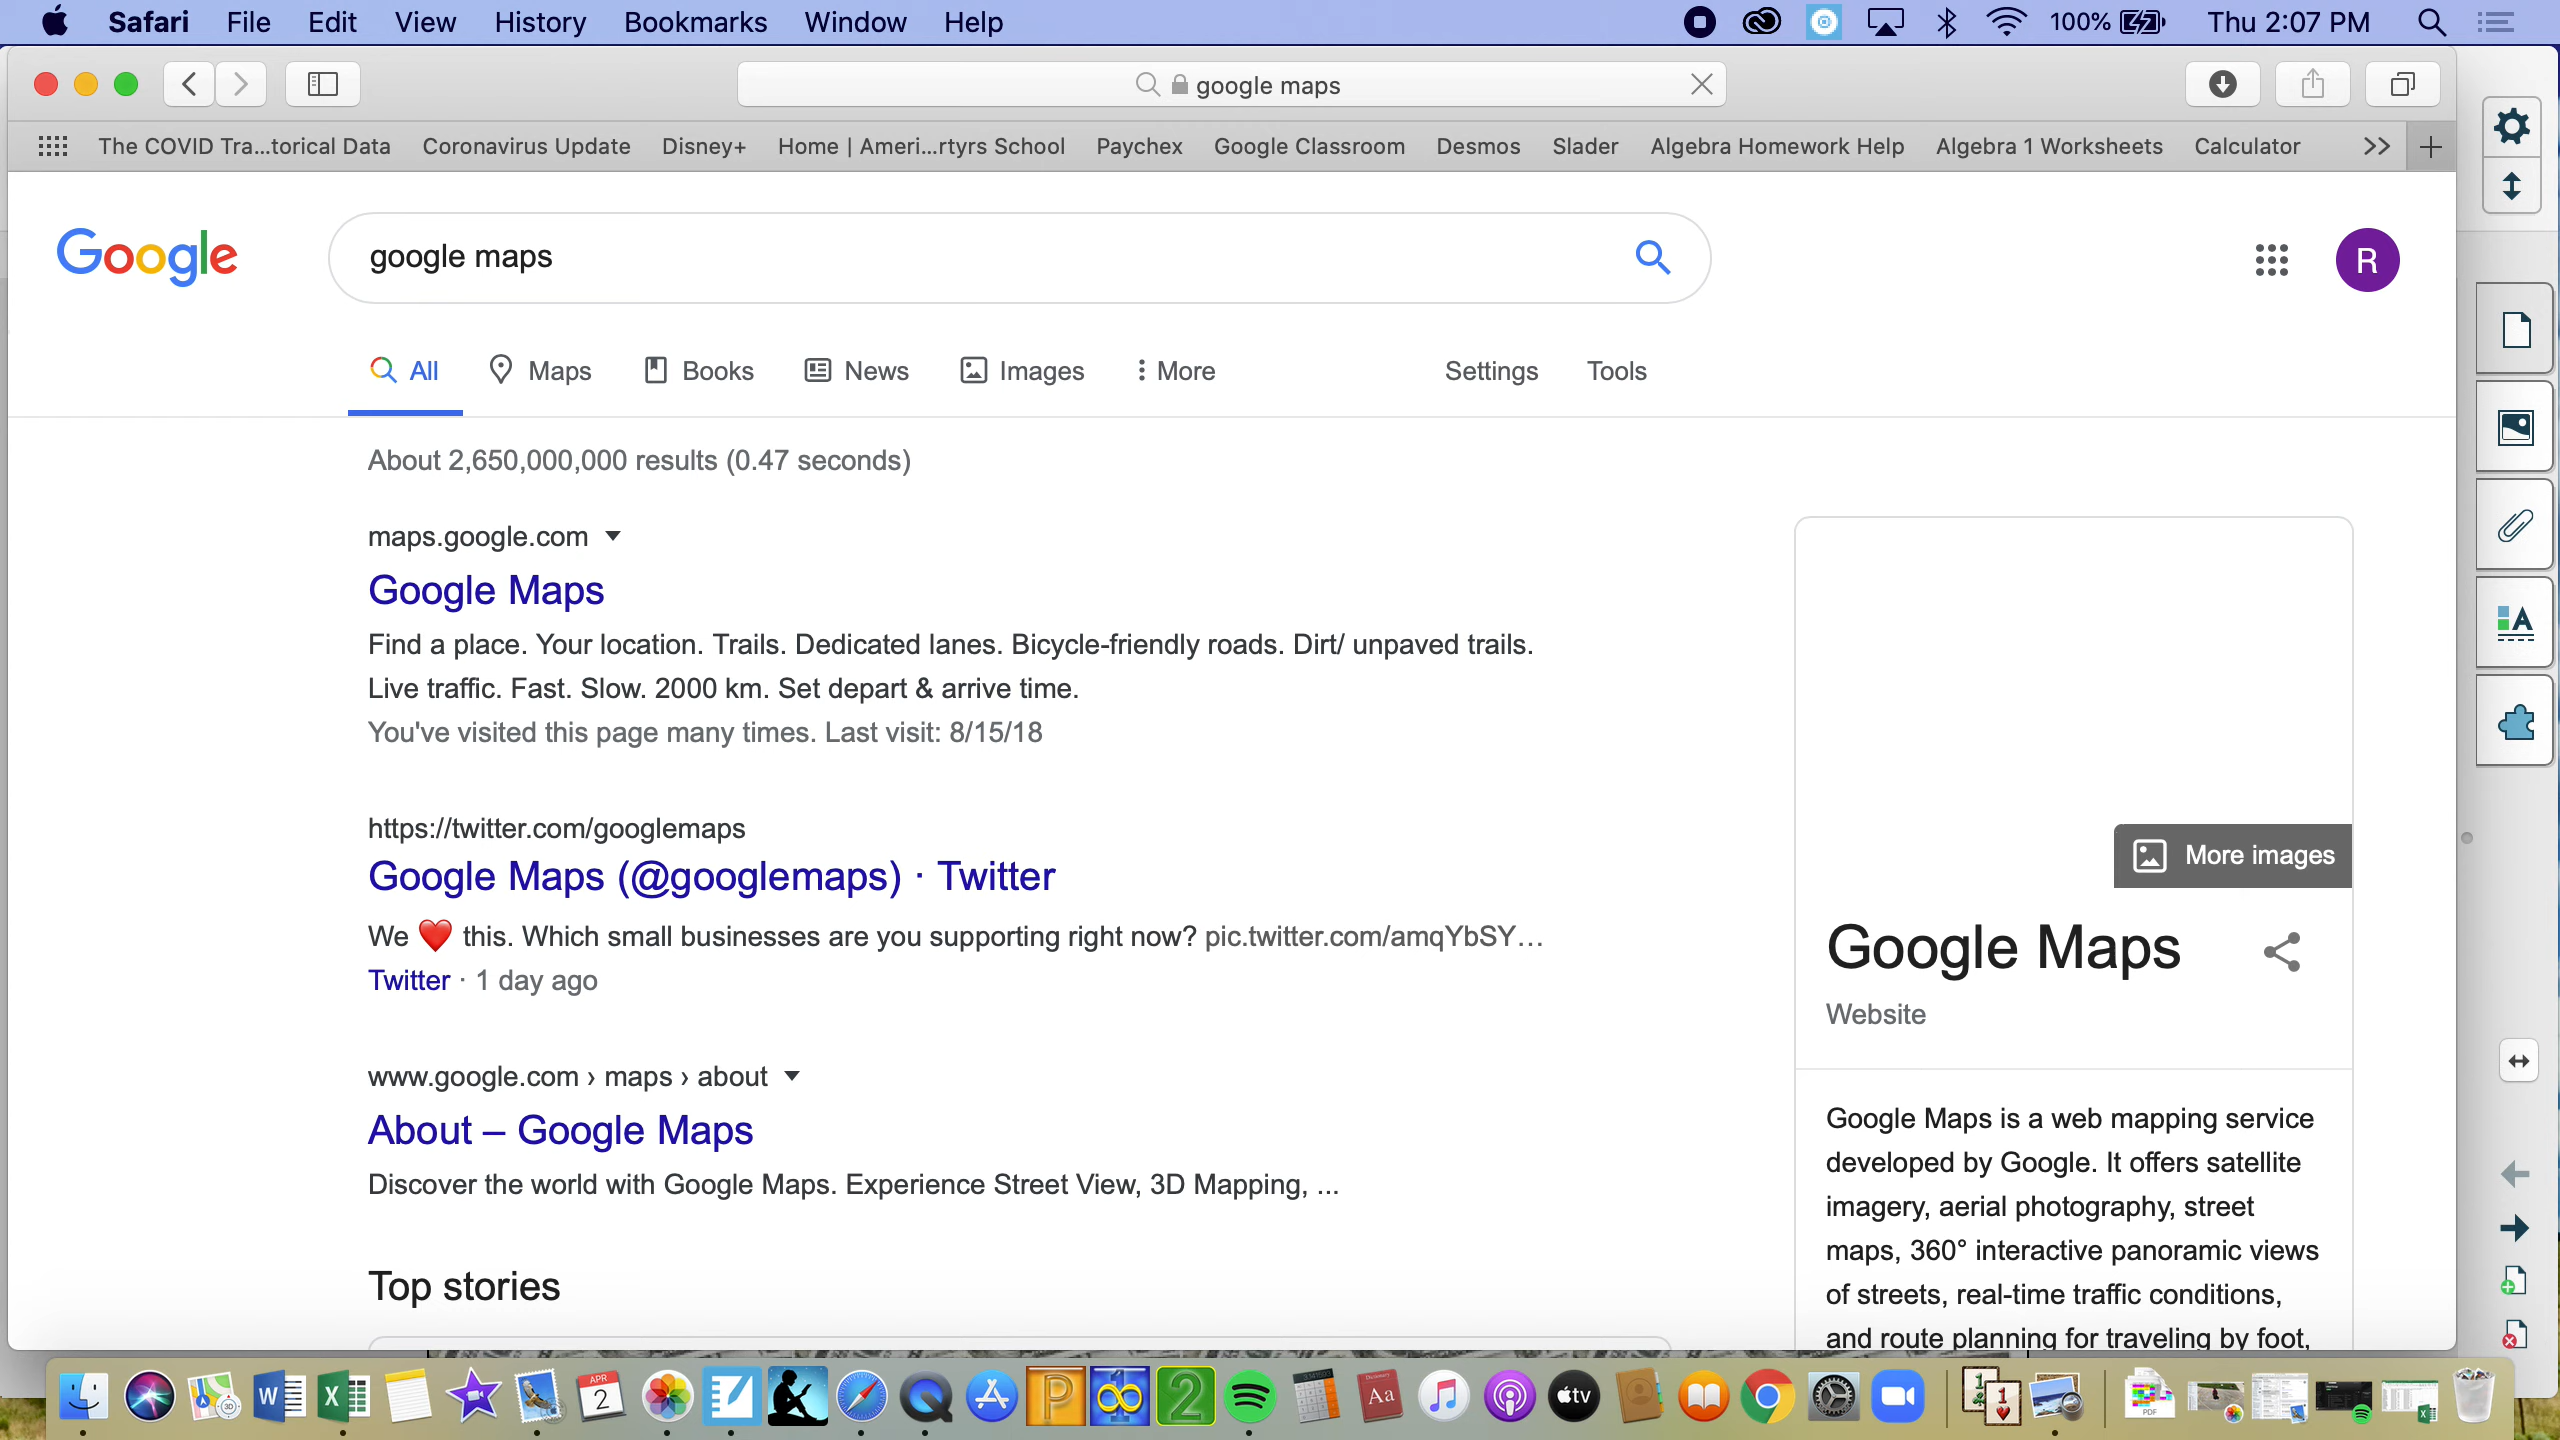 Safari File Edit View History Bookmarks Window Help 100% Thu 2:07 PM
google maps
The COVID Tra...torical Data Coronavirus Update Disney+ Home | Ameri...rtyrs School Paychex Google Classroom Desmos Slader Algebra Homework Help Algebra 1 Worksheets Calculator >> +
Google google maps R
All Maps Books News Images More Settings Tools
About 2,650,000,000 results (0.47 seconds)
maps.google.com
Google Maps
Find a place. Your location. Trails. Dedicated lanes. Bicycle-friendly roads. Dirt/ unpaved trails.
Live traffic. Fast. Slow. 2000 km. Set depart & arrive time.
You've visited this page many times. Last visit: 8/15/18
https://twitter.com/googlemaps
Google Maps (@googlemaps) · Twitter
We ❤️ this. Which small businesses are you supporting right now? pic.twitter.com/amqYbSY...
Twitter · 1 day ago
www.google.com › maps › about
About – Google Maps
Discover the world with Google Maps. Experience Street View, 3D Mapping, ...
Top stories
More images
Google Maps
Website
Google Maps is a web mapping service
developed by Google. It offers satellite
imagery, aerial photography, street
maps, 360° interactive panoramic views
of streets, real-time traffic conditions,
and route planning for traveling by foot,
A
3D W X APR 2 P 2 Aa tv 1 1 PDF